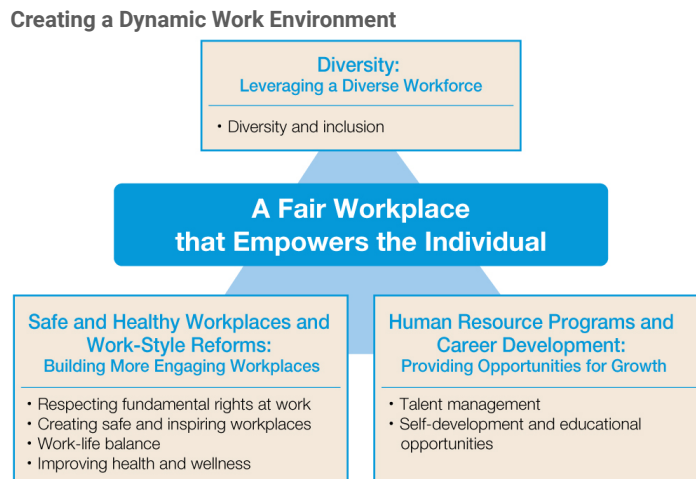 Creating a Dynamic Work Environment
Diversity:
Leveraging a Diverse Workforce
• Diversity and inclusion
A Fair Workplace
that Empowers the Individual
Safe and Healthy Workplaces and
Work-Style Reforms:
Building More Engaging Workplaces
• Respecting fundamental rights at work
• Creating safe and inspiring workplaces
• Work-life balance
• Improving health and wellness
Human Resource Programs and
Career Development:
Providing Opportunities for Growth
• Talent management
• Self-development and educational
opportunities